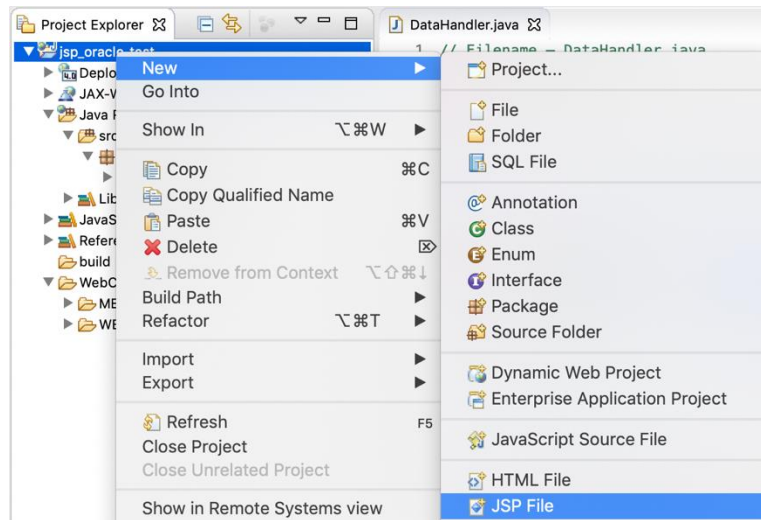 Project Explorer
DataHandler.java
1 // Filename – DataHandler.java
jsp_oracle_test
Deplo
JAX-W
Java R
src
Lib
JavaS
Refere
build
WebC
ME
WE
New
Go Into
Show In ⌥⌘W
Copy ⌘C
Copy Qualified Name
Paste ⌘V
Delete ⌦
Remove from Context ⌥⇧⌘↓
Build Path
Refactor ⌥⌘T
Import
Export
Refresh F5
Close Project
Close Unrelated Project
Show in Remote Systems view
Project...
File
Folder
SQL File
Annotation
Class
Enum
Interface
Package
Source Folder
Dynamic Web Project
Enterprise Application Project
JavaScript Source File
HTML File
JSP File